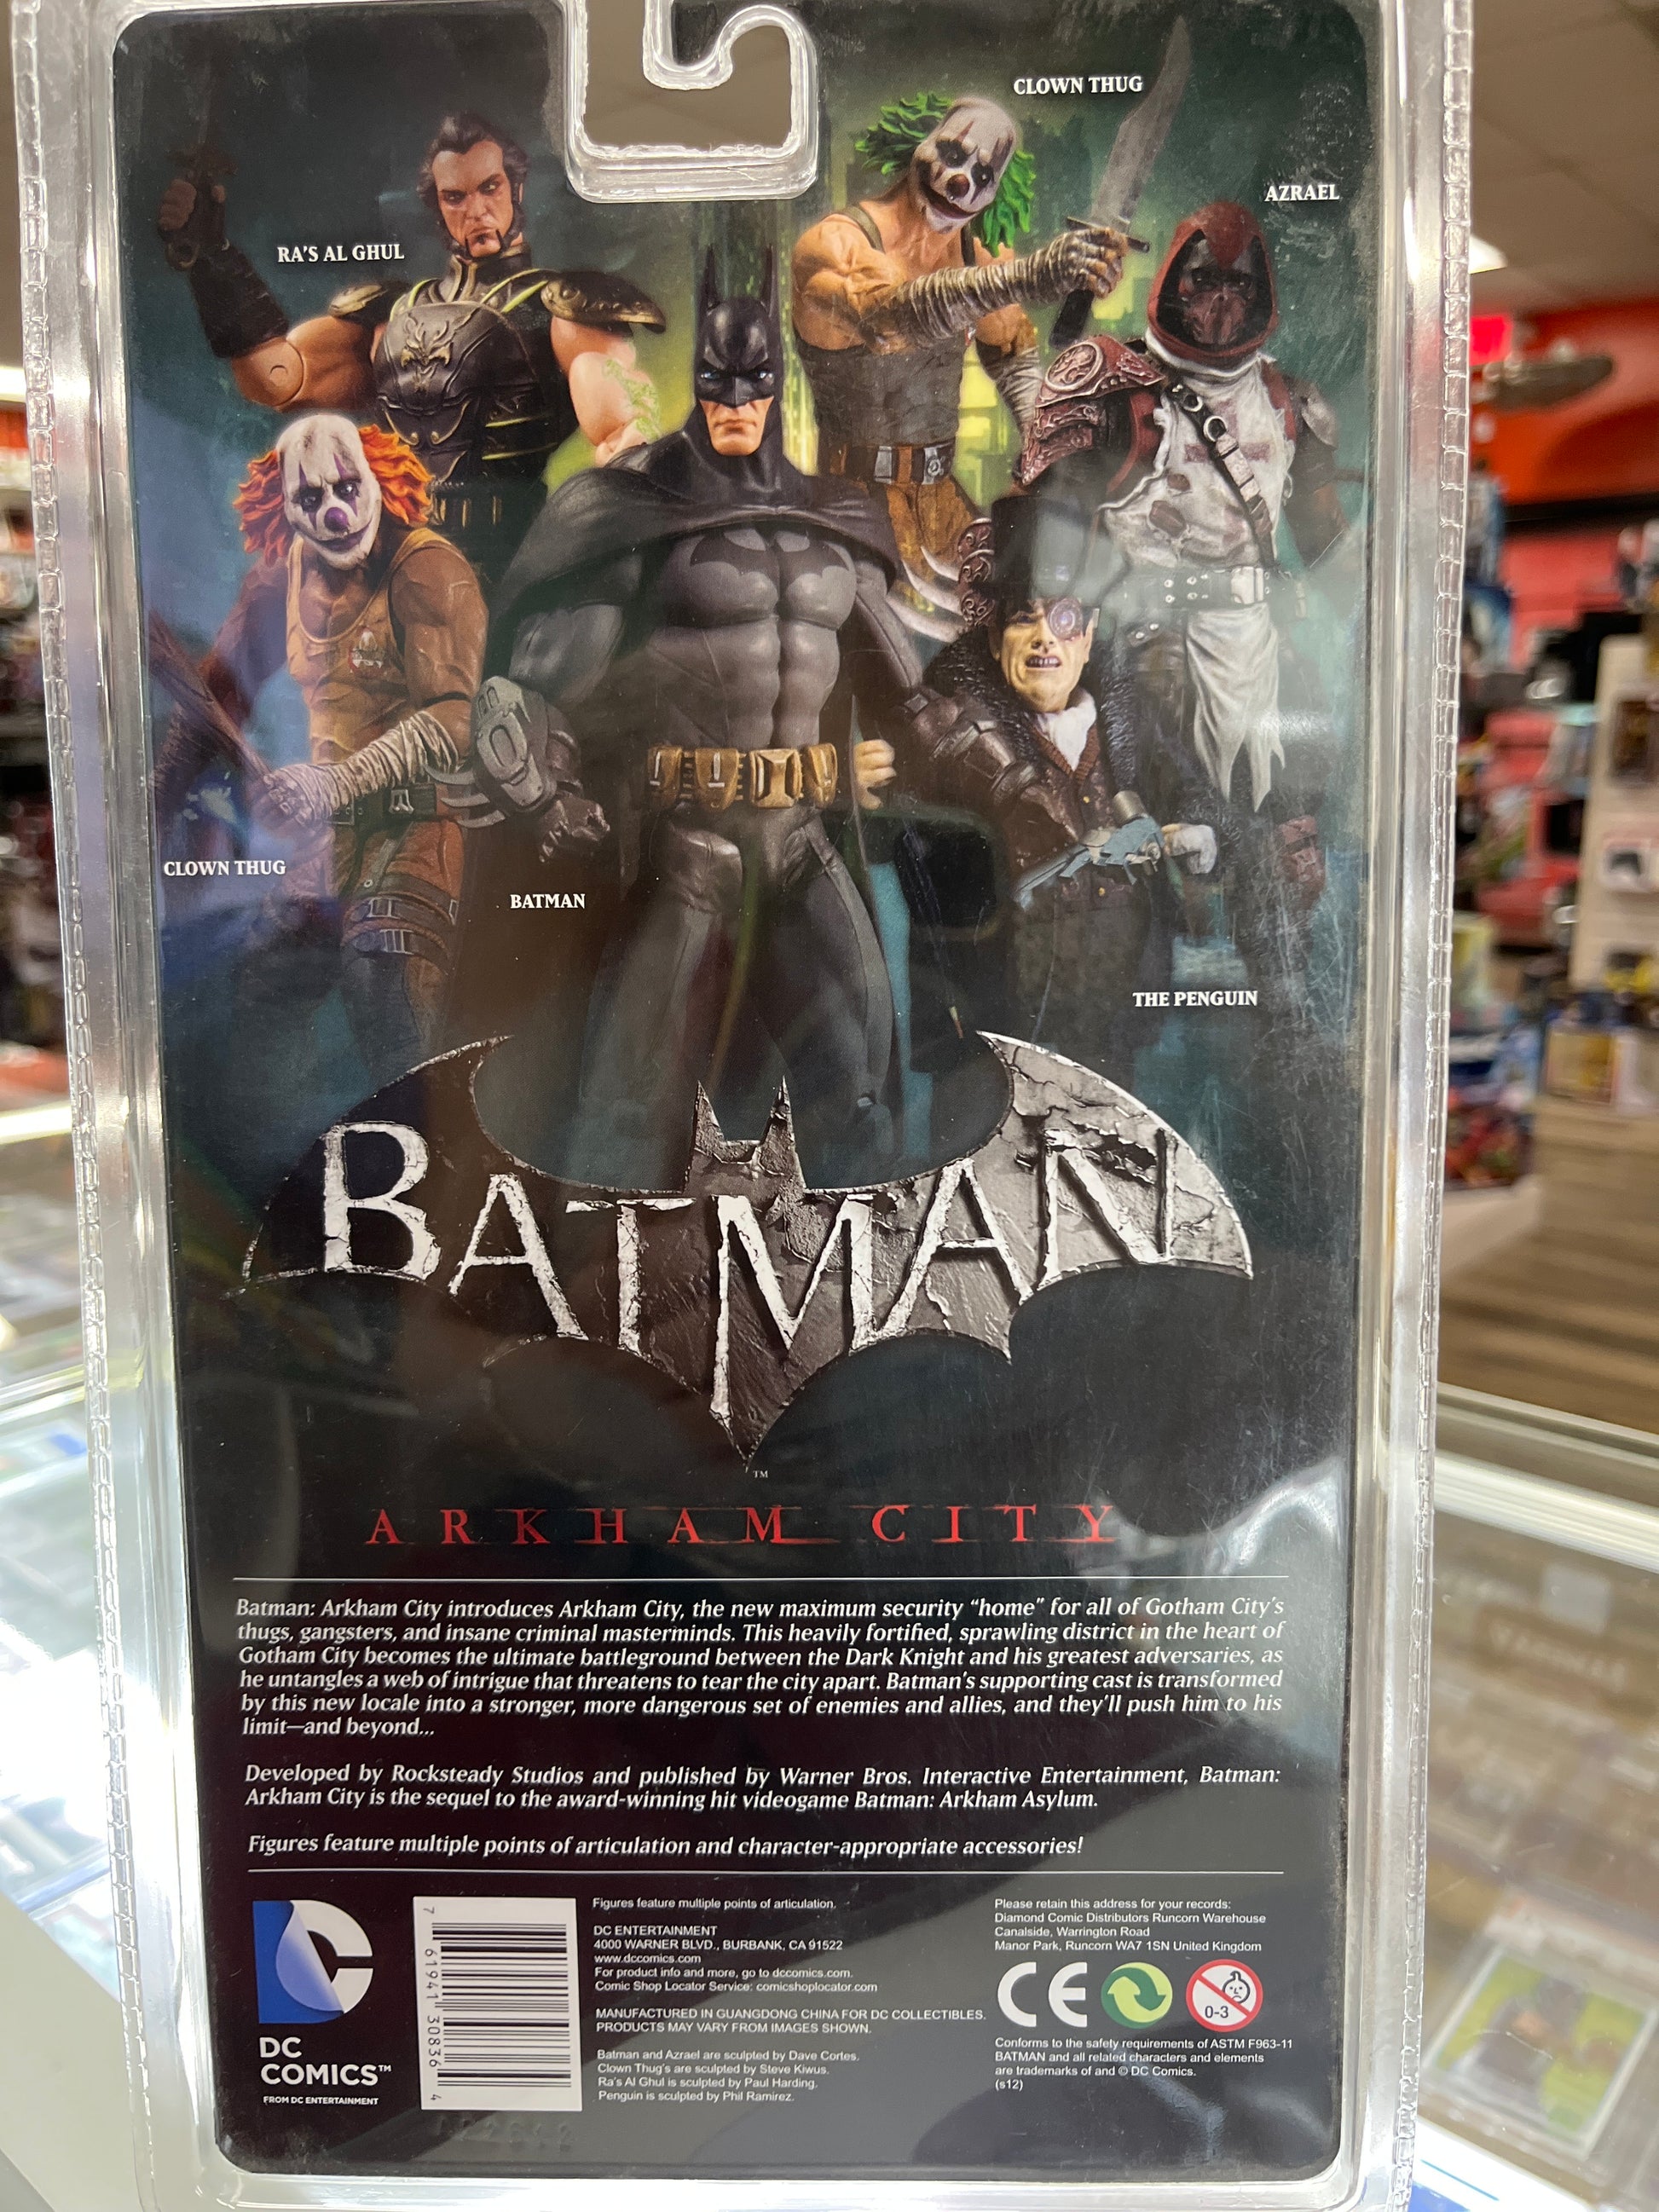 CLOWN THUG
AZRAEL
RA'S AL GHUL
CLOWN THUG
BATMAN
THE PENGUIN
BATMAN
TM
ARKHAM CITY
Batman: Arkham City introduces Arkham City, the new maximum security “home” for all of Gotham City's
thugs, gangsters, and insane criminal masterminds. This heavily fortified, sprawling district in the heart of
Gotham City becomes the ultimate battleground between the Dark Knight and his greatest adversaries, as
he untangles a web of intrigue that threatens to tear the city apart. Batman's supporting cast is transformed
by this new locale into a stronger, more dangerous set of enemies and allies, and they'll push him to his
limit—and beyond...
Developed by Rocksteady Studios and published by Warner Bros. Interactive Entertainment, Batman:
Arkham City is the sequel to the award-winning hit videogame Batman: Arkham Asylum.
Figures feature multiple points of articulation and character-appropriate accessories!
DC
COMICS™
FROM DC ENTERTAINMENT
7 61941 30836 4
Figures feature multiple points of articulation.
DC ENTERTAINMENT
4000 WARNER BLVD., BURBANK, CA 91522
www.dccomics.com
For product info and more, go to dccomics.com.
Comic Shop Locator Service: comicshoplocator.com
MANUFACTURED IN GUANGDONG CHINA FOR DC COLLECTIBLES.
PRODUCTS MAY VARY FROM IMAGES SHOWN.
Batman and Azrael are sculpted by Dave Cortes.
Clown Thug's are sculpted by Steve Kiwus.
Ra's Al Ghul is sculpted by Paul Harding.
Penguin is sculpted by Phil Ramirez.
Please retain this address for your records:
Diamond Comic Distributors Runcorn Warehouse
Canalside, Warrington Road
Manor Park, Runcorn WA7 1SN United Kingdom
CE
0-3
Conforms to the safety requirements of ASTM F963-11
BATMAN and all related characters and elements
are trademarks of and © DC Comics.
(s12)